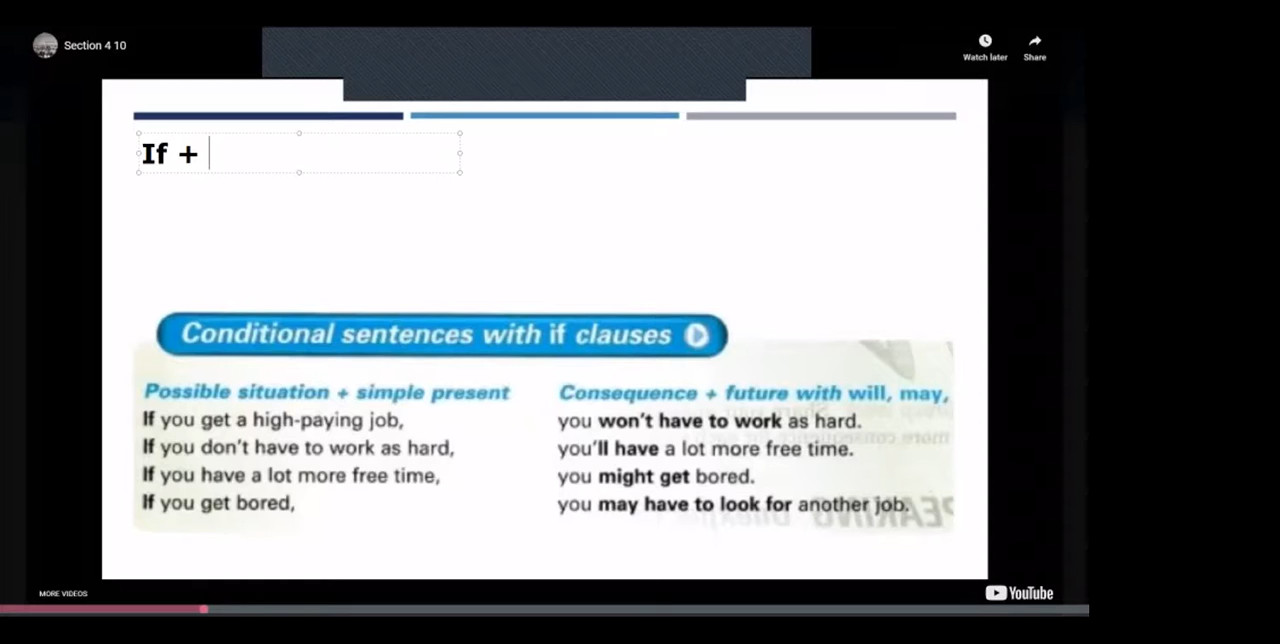 Section 4 10
Watch later
Share
If +
Conditional sentences with if clauses
Possible situation + simple present
Consequence + future with will, may,
If you get a high-paying job,
you won't have to work as hard.
If you don't have to work as hard,
you'll have a lot more free time.
If you have a lot more free time,
you might get bored.
If you get bored,
you may have to look for another job.
MORE VIDEOS
YouTube